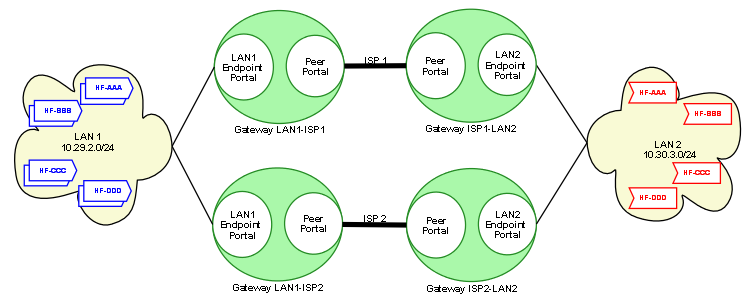 LAN1
Endpoint
Portal
Peer
Portal
ISP 1
Peer
Portal
LAN2
Endpoint
Portal
Gateway LAN1-ISP1
Gateway ISP1-LAN2
HF-AAA
HF-BBB
LAN 1
10.29.2.0/24
HF-CCC
HF-DDD
HF-AAA
HF-BBB
LAN 2
10.30.3.0/24
HF-CCC
HF-DDD
LAN1
Endpoint
Portal
Peer
Portal
ISP 2
Peer
Portal
LAN2
Endpoint
Portal
Gateway LAN1-ISP2
Gateway ISP2-LAN2